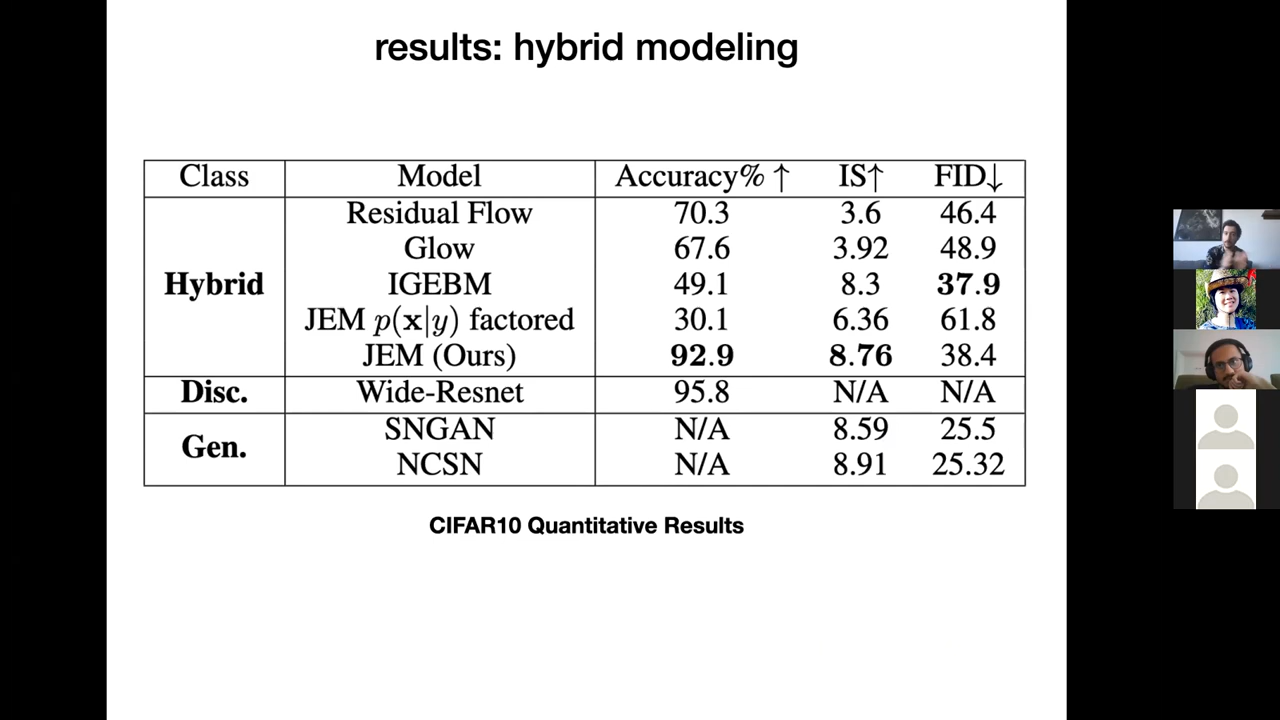 results: hybrid modeling
Class Model Accuracy% ↑ IS↑ FID↓
Residual Flow 70.3 3.6 46.4
Glow 67.6 3.92 48.9
Hybrid IGEBM 49.1 8.3 37.9
JEM p(x|y) factored 30.1 6.36 61.8
JEM (Ours) 92.9 8.76 38.4
Disc. Wide-Resnet 95.8 N/A N/A
Gen. SNGAN N/A 8.59 25.5
NCSN N/A 8.91 25.32
CIFAR10 Quantitative Results